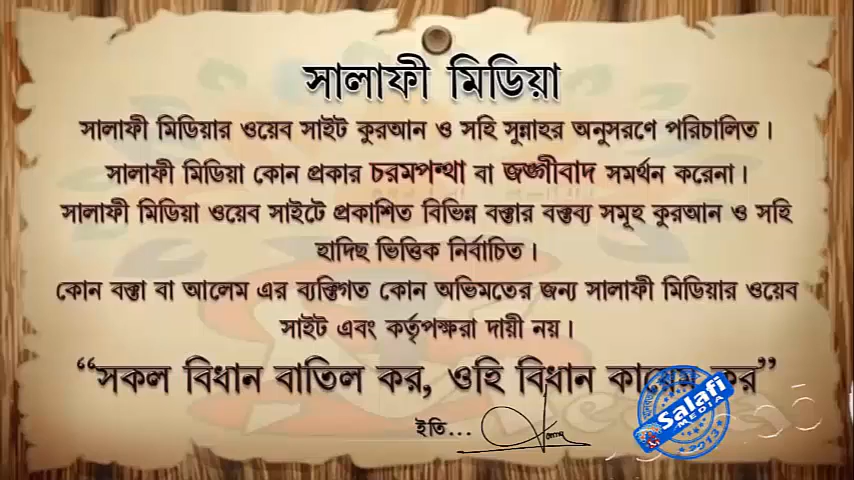 সালাফী মিডিয়া
সালাফী মিডিয়ার ওয়েব সাইট কুরআন ও সহি সুন্নাহর অনুসরণে পরিচালিত।
সালাফী মিডিয়া কোন প্রকার চরমপন্থা বা জঙ্গীবাদ সমর্থন করেনা।
সালাফী মিডিয়া ওয়েব সাইটে প্রকাশিত বিভিন্ন বক্তার বক্তব্য সমূহ কুরআন ও সহি
হাদিছ ভিত্তিক নির্বাচিত।
কোন বক্তা বা আলেম এর ব্যক্তিগত কোন অভিমতের জন্য সালাফী মিডিয়ার ওয়েব
সাইট এবং কর্তৃপক্ষরা দায়ী নয়।
“সকল বিধান বাতিল কর, ওহি বিধান কায়েম কর”
ইতি...
Salafi
MEDIA
2013